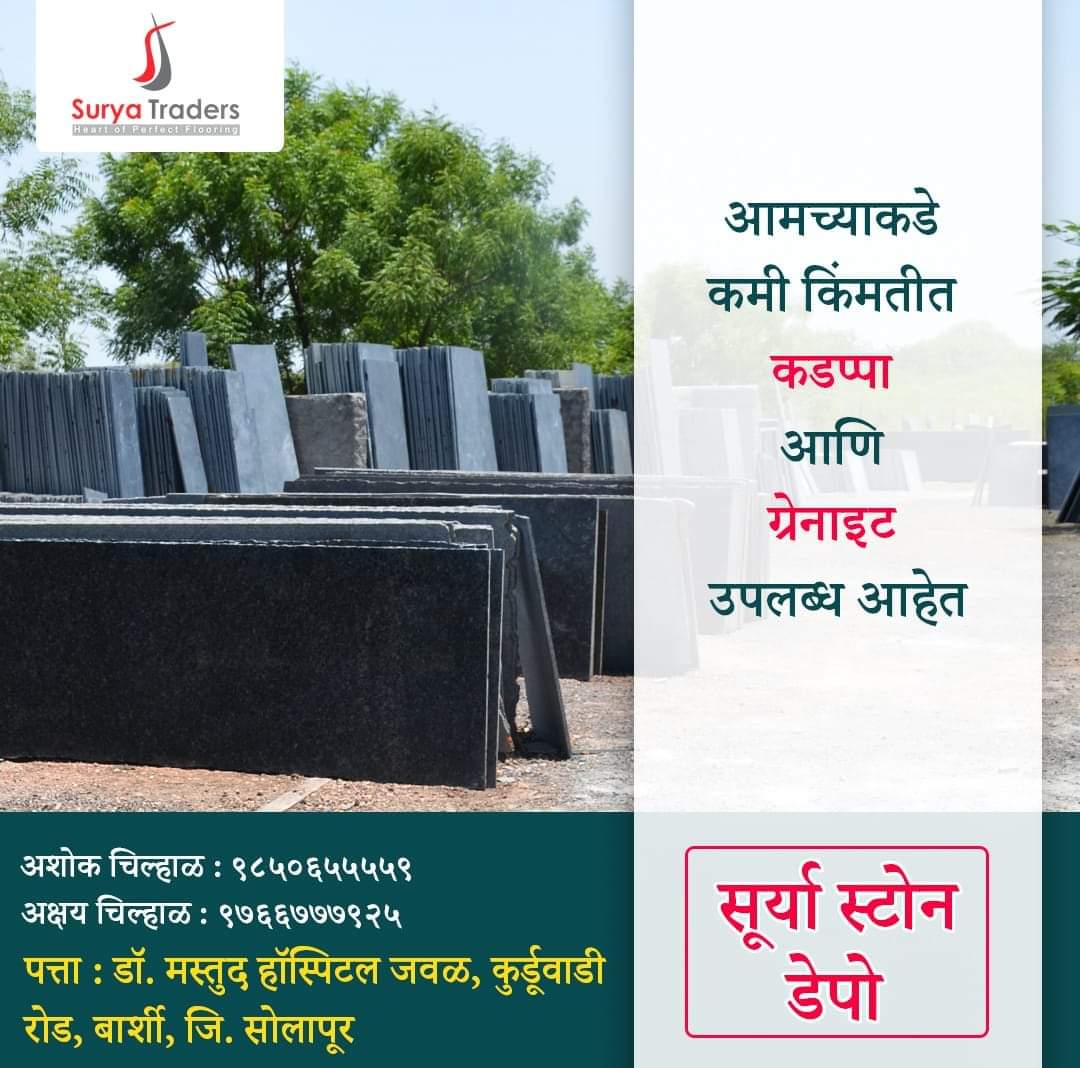 Surya Traders
Heart of Perfect Flooring
आमच्याकडे
कमी किंमतीत
कडप्पा
आणि
ग्रेनाइट
उपलब्ध आहेत
अशोक चिल्हाळ : ९८५०६५५५५९
अक्षय चिल्हाळ : ९७६६७७७९२५
पत्ता : डॉ. मस्तुद हॉस्पिटल जवळ, कुर्डूवाडी
रोड, बार्शी, जि. सोलापूर
सूर्या स्टोन
डेपो